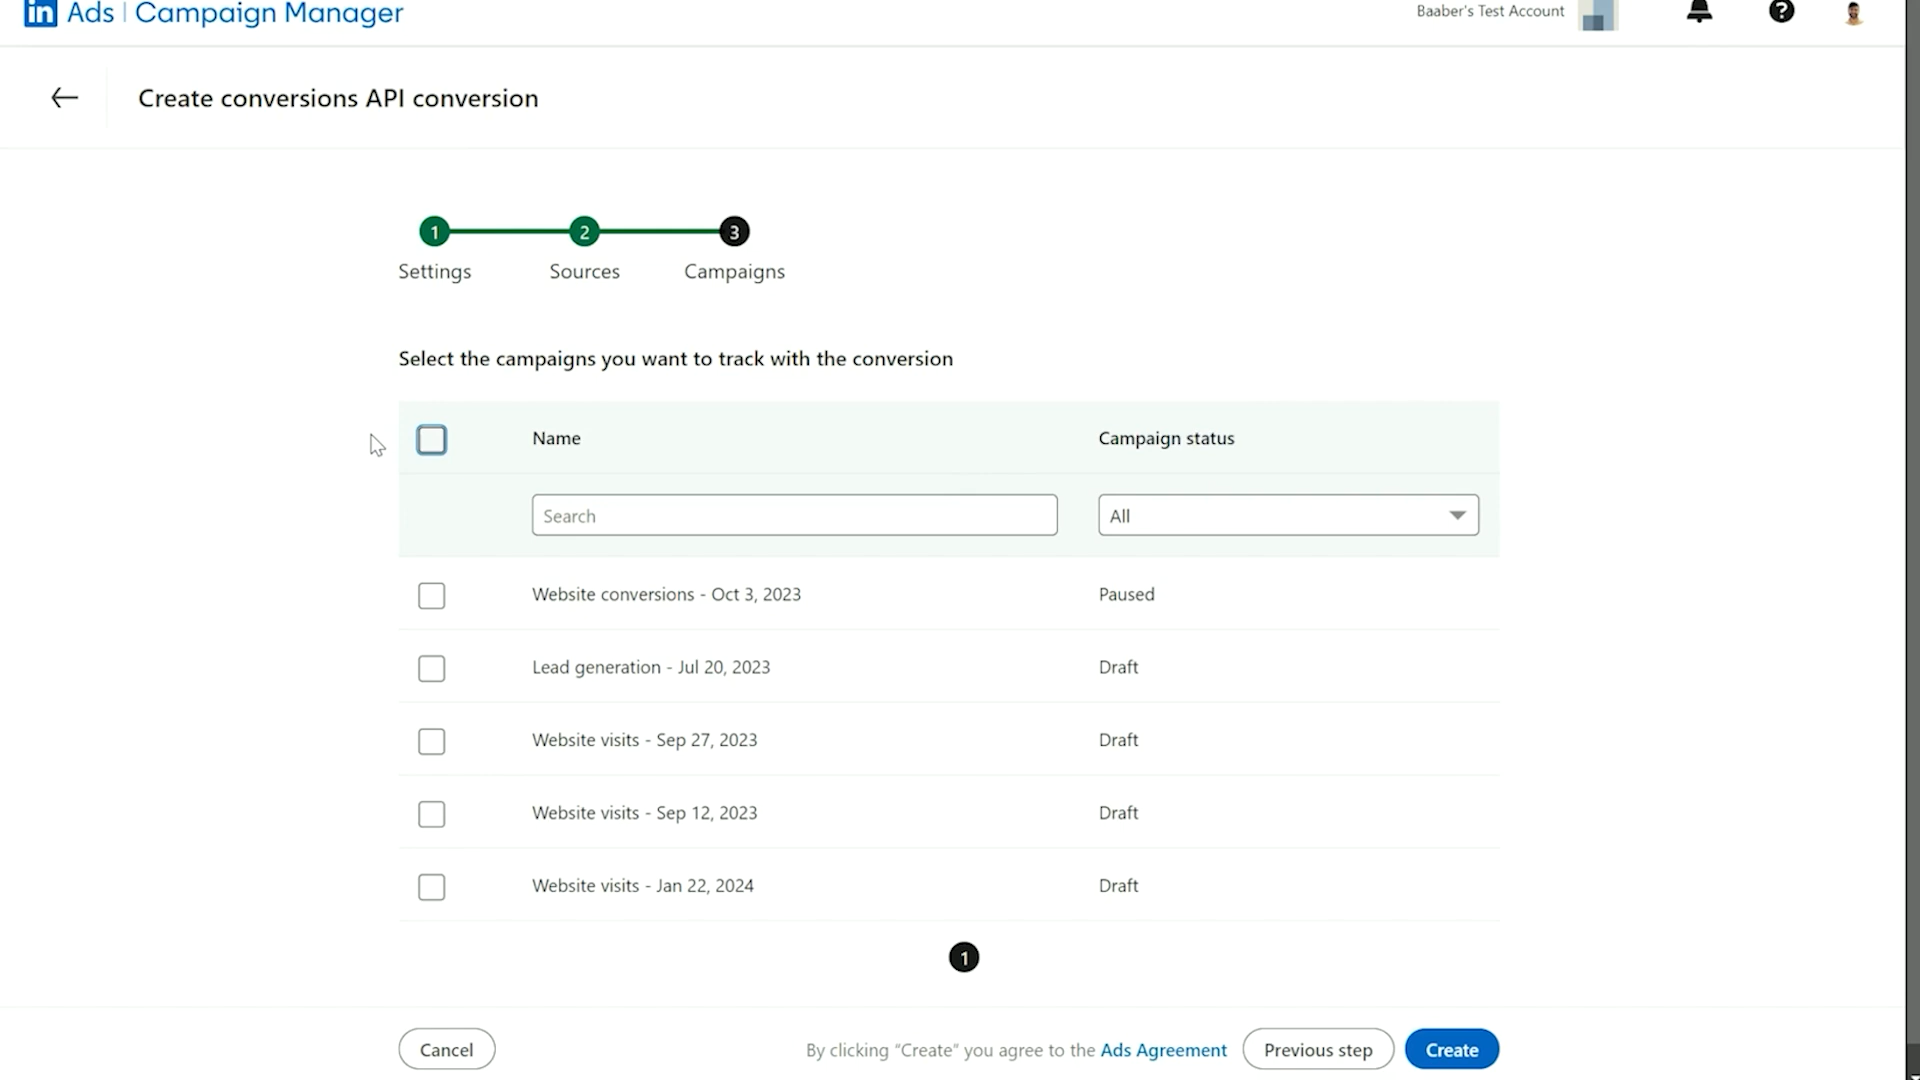 in Ads | Campaign Manager
Baaber's Test Account
?
Create conversions API conversion
1 2 3
Settings Sources Campaigns
Select the campaigns you want to track with the conversion
Name Campaign status
Search All
Website conversions - Oct 3, 2023 Paused
Lead generation - Jul 20, 2023 Draft
Website visits - Sep 27, 2023 Draft
Website visits - Sep 12, 2023 Draft
Website visits - Jan 22, 2024 Draft
1
Cancel By clicking “Create” you agree to the Ads Agreement Previous step Create